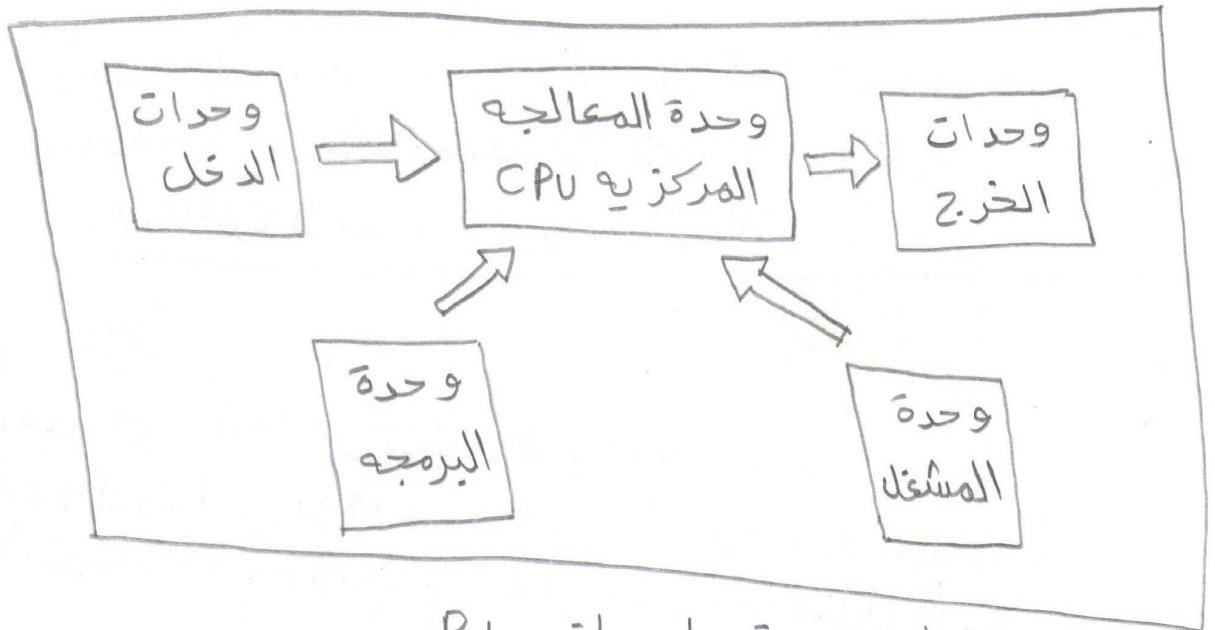 وحدات
الدخل
وحدة المعالجه
المركزيه CPU
وحدات
الخرج
وحدة
البرمجه
وحدة
المشغل